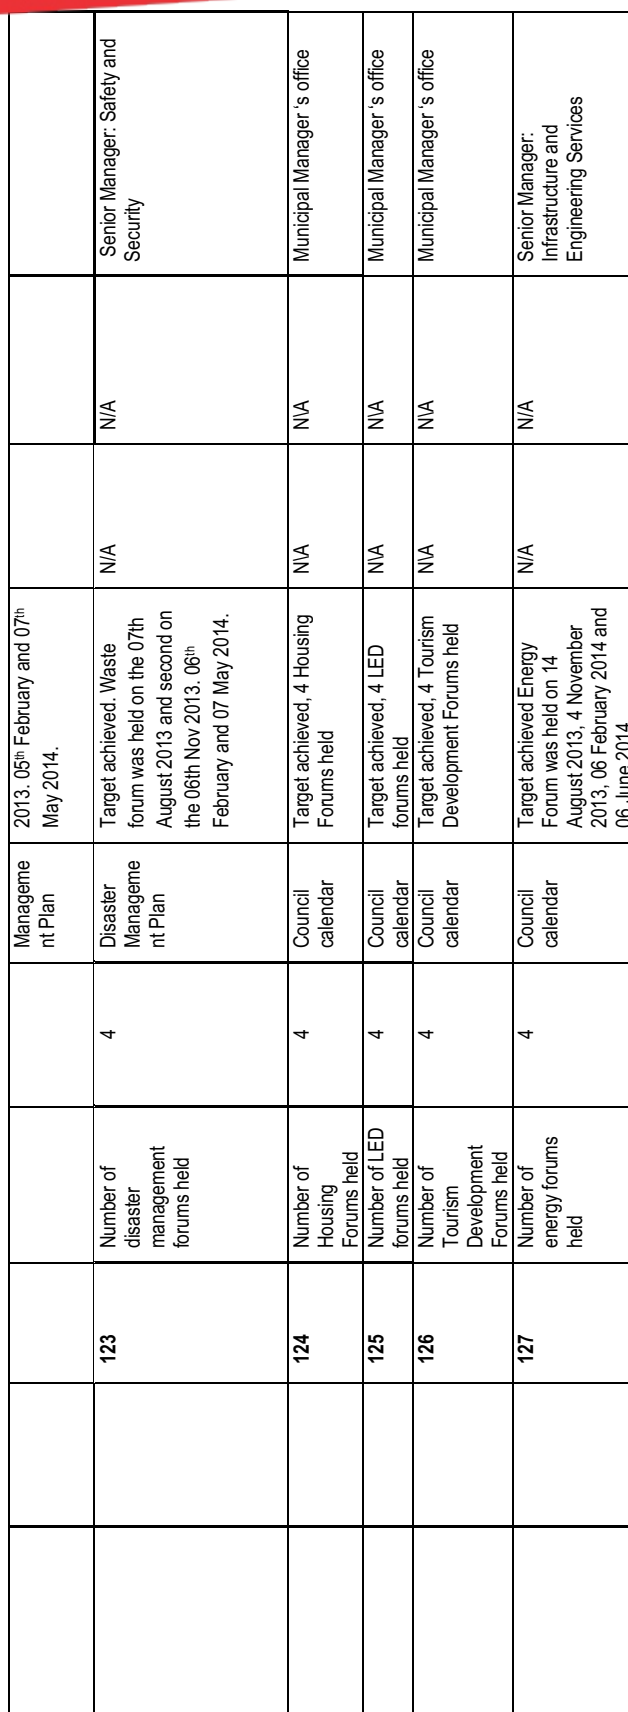 Manageme
nt Plan
2013. 05th February and 07th
May 2014.
123
Number of
disaster
management
forums held
4
Disaster
Manageme
nt Plan
Target achieved. Waste
forum was held on the 07th
August 2013 and second on
the 06th Nov 2013. 06th
February and 07 May 2014.
N/A
N/A
Senior Manager: Safety and
Security
124
Number of
Housing
Forums held
4
Council
calendar
Target achieved, 4 Housing
Forums held
N\A
N\A
Municipal Manager ‘s office
125
Number of LED
forums held
4
Council
calendar
Target achieved, 4 LED
forums held
N\A
N\A
Municipal Manager ‘s office
126
Number of
Tourism
Development
Forums held
4
Council
calendar
Target achieved, 4 Tourism
Development Forums held
N\A
N\A
Municipal Manager ‘s office
127
Number of
energy forums
held
4
Council
calendar
Target achieved Energy
Forum was held on 14
August 2013, 4 November
2013, 06 February 2014 and
06 June 2014
N/A
N/A
Senior Manager:
Infrastructure and
Engineering Services